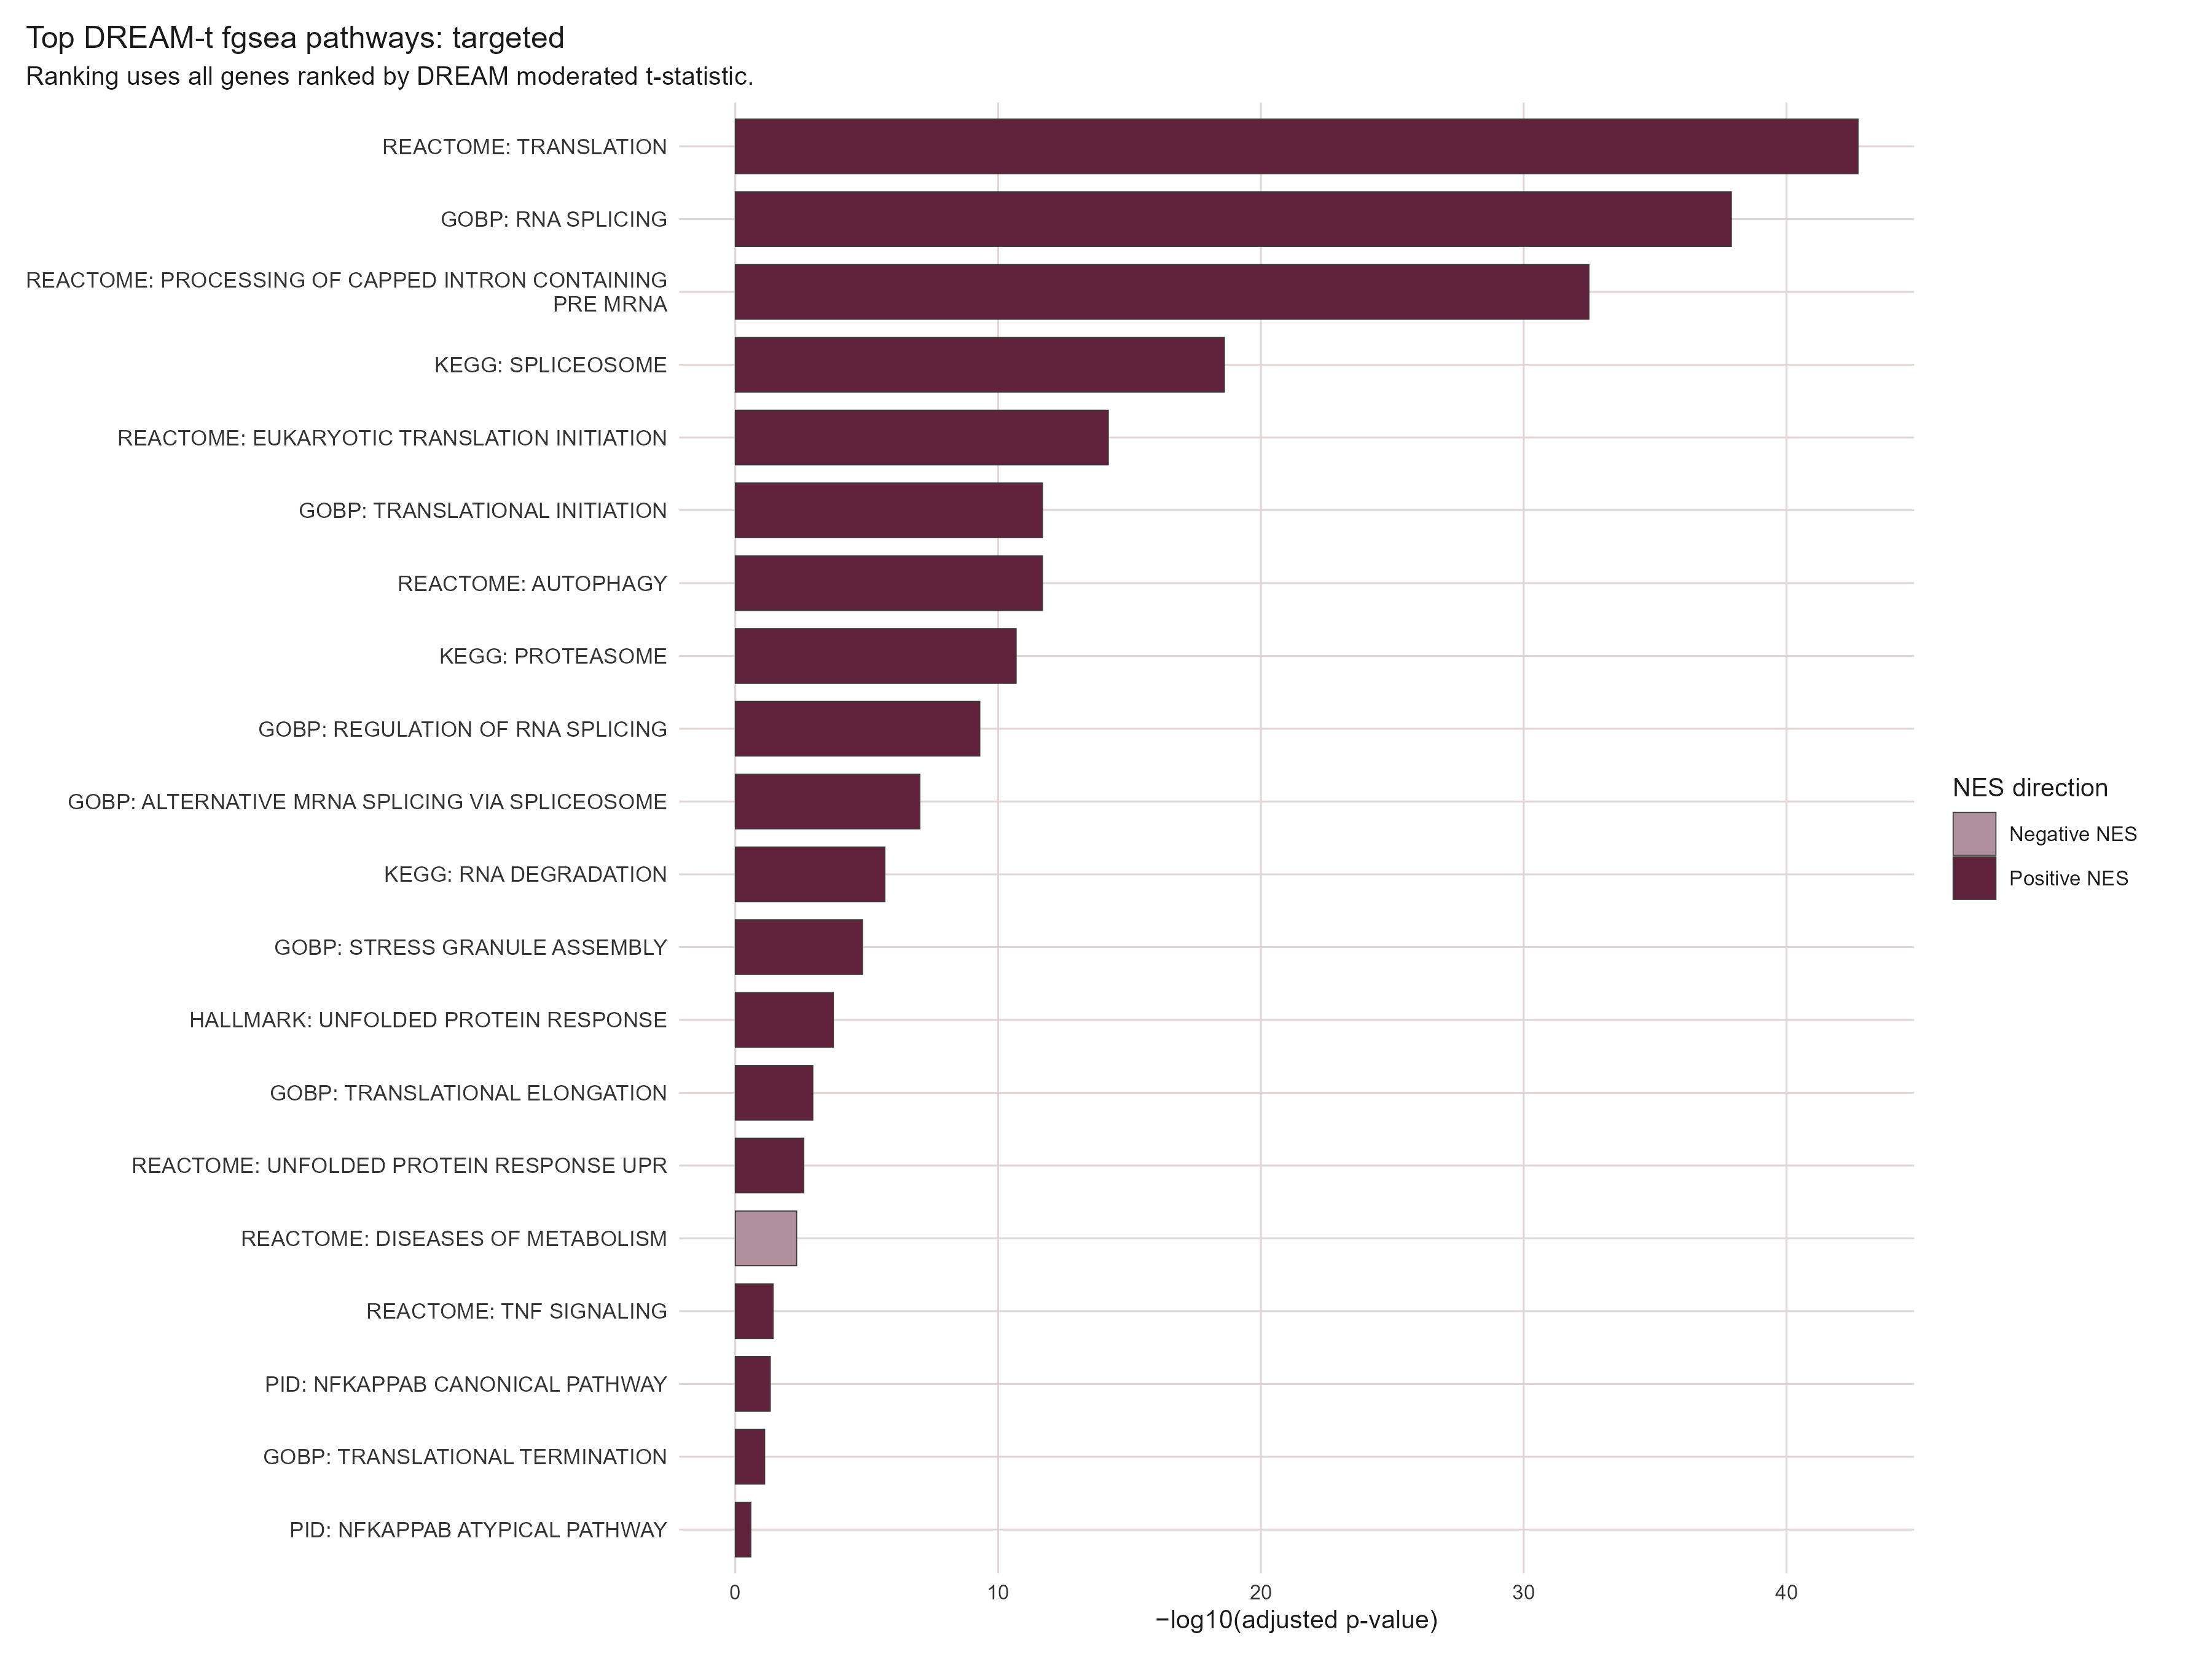 Top DREAM-t fgsea pathways: targeted
Ranking uses all genes ranked by DREAM moderated t-statistic.
REACTOME: TRANSLATION
GOBP: RNA SPLICING
REACTOME: PROCESSING OF CAPPED INTRON CONTAINING
PRE MRNA
KEGG: SPLICEOSOME
REACTOME: EUKARYOTIC TRANSLATION INITIATION
GOBP: TRANSLATIONAL INITIATION
REACTOME: AUTOPHAGY
KEGG: PROTEASOME
GOBP: REGULATION OF RNA SPLICING
GOBP: ALTERNATIVE MRNA SPLICING VIA SPLICEOSOME
KEGG: RNA DEGRADATION
GOBP: STRESS GRANULE ASSEMBLY
HALLMARK: UNFOLDED PROTEIN RESPONSE
GOBP: TRANSLATIONAL ELONGATION
REACTOME: UNFOLDED PROTEIN RESPONSE UPR
REACTOME: DISEASES OF METABOLISM
REACTOME: TNF SIGNALING
PID: NFKAPPAB CANONICAL PATHWAY
GOBP: TRANSLATIONAL TERMINATION
PID: NFKAPPAB ATYPICAL PATHWAY
0 10 20 30 40
−log10(adjusted p-value)
NES direction
Negative NES
Positive NES